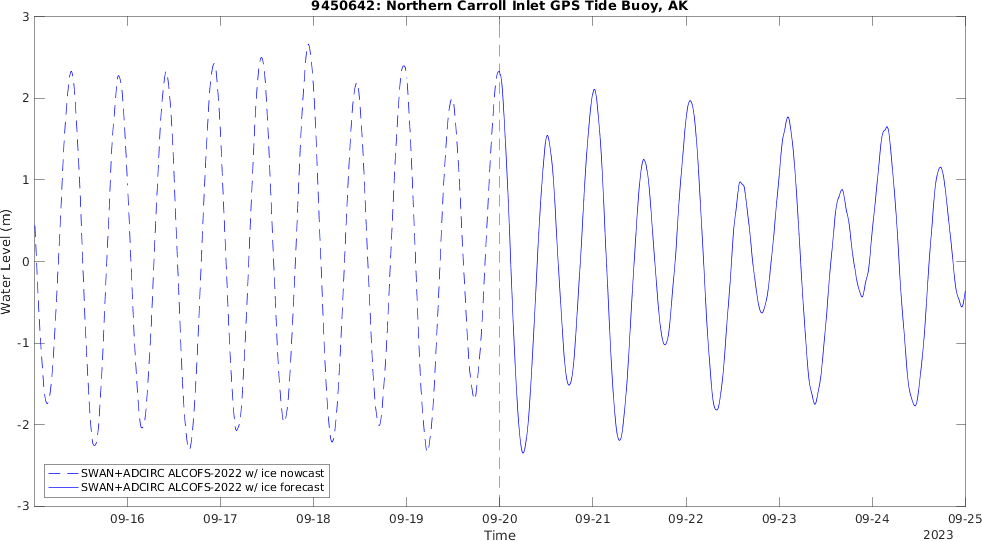 9450642: Northern Carroll Inlet GPS Tide Buoy, AK
3
2
1
0
-1
-2
-3
Water Level (m)
SWAN+ADCIRC ALCOFS-2022 w/ ice nowcast
SWAN+ADCIRC ALCOFS-2022 w/ ice forecast
09-16 09-17 09-18 09-19 09-20 09-21 09-22 09-23 09-24 09-25
Time
2023